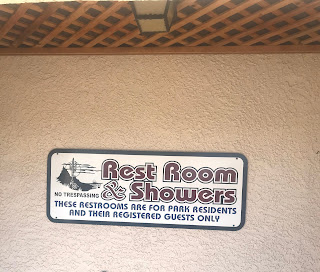 Rest Room
NO TRESPASSING & Showers
THESE RESTROOMS ARE FOR PARK RESIDENTS
AND THEIR REGISTERED GUESTS ONLY